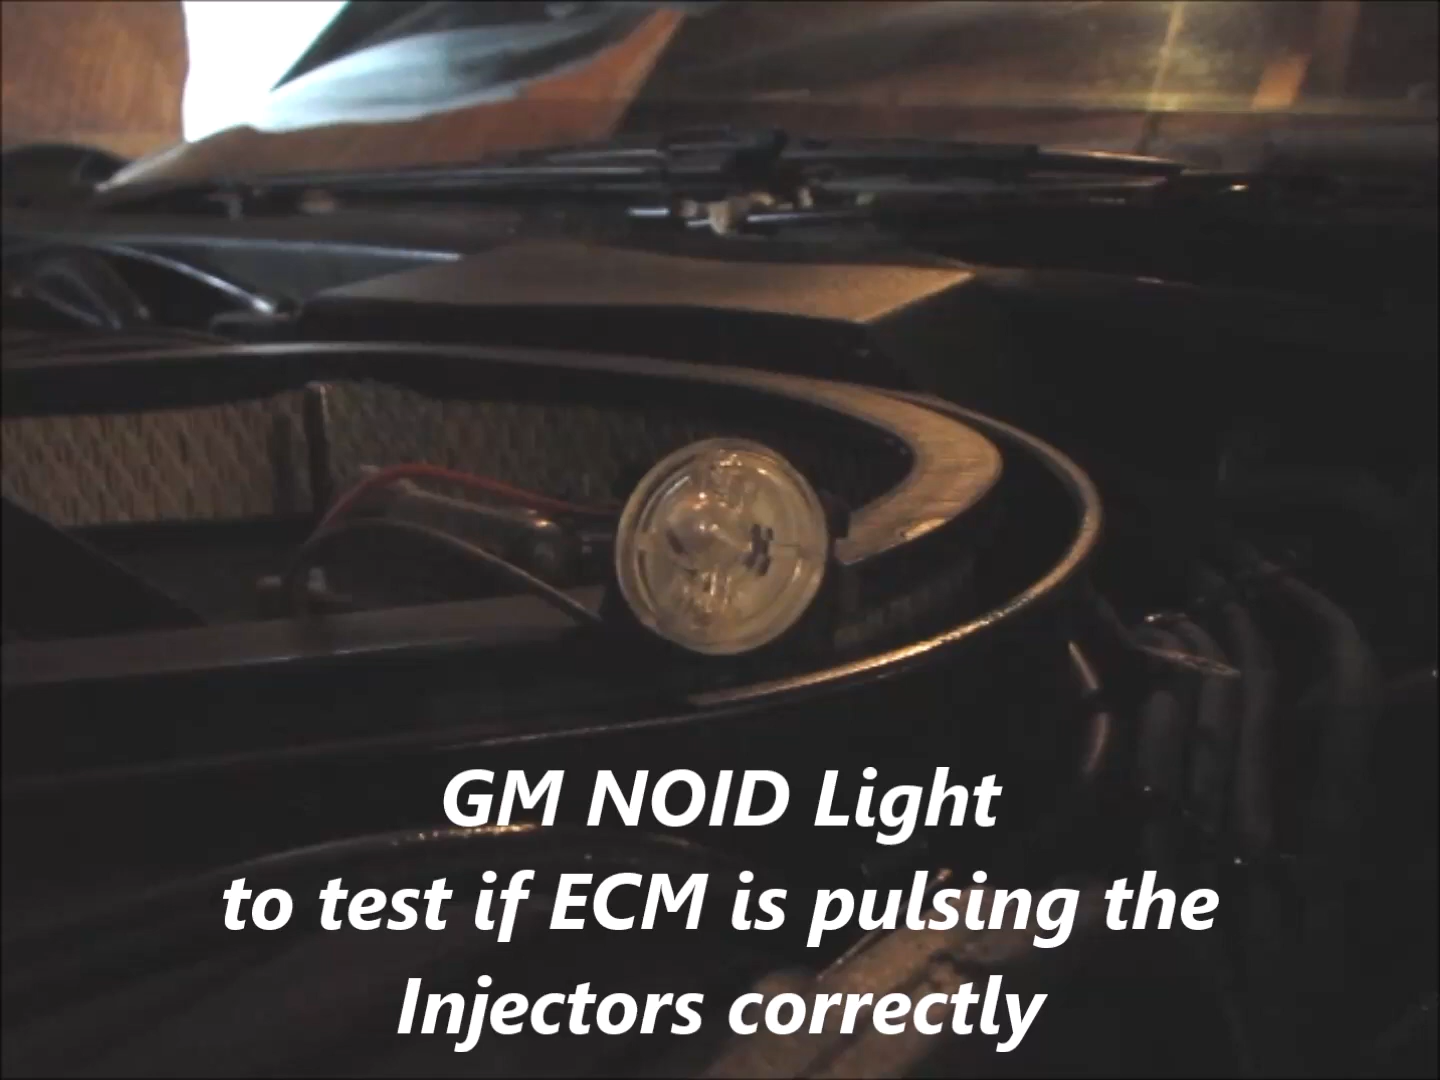 GM NOID Light
to test if ECM is pulsing the
Injectors correctly